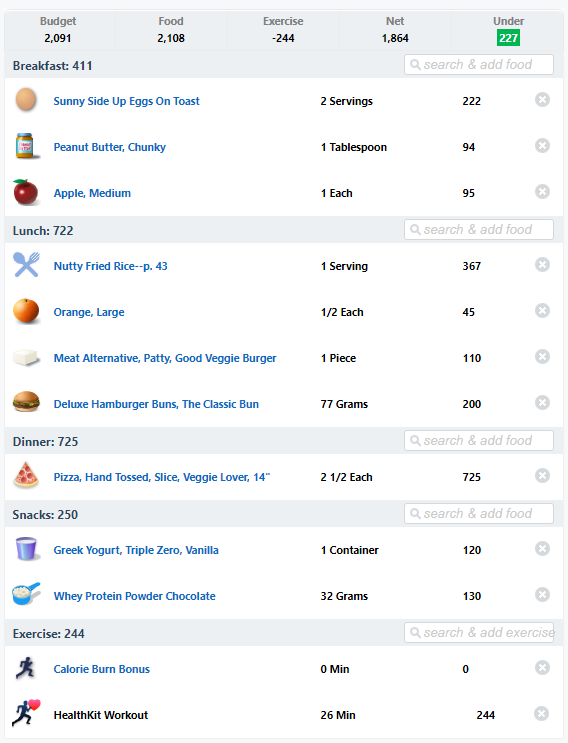 Budget Food Exercise Net Under
2,091 2,108 -244 1,864 227
Breakfast: 411 search & add food
Sunny Side Up Eggs On Toast 2 Servings 222
Peanut Butter, Chunky 1 Tablespoon 94
Apple, Medium 1 Each 95
Lunch: 722 search & add food
Nutty Fried Rice--p. 43 1 Serving 367
Orange, Large 1/2 Each 45
Meat Alternative, Patty, Good Veggie Burger 1 Piece 110
Deluxe Hamburger Buns, The Classic Bun 77 Grams 200
Dinner: 725 search & add food
Pizza, Hand Tossed, Slice, Veggie Lover, 14" 2 1/2 Each 725
Snacks: 250 search & add food
Greek Yogurt, Triple Zero, Vanilla 1 Container 120
Whey Protein Powder Chocolate 32 Grams 130
Exercise: 244 search & add exercise
Calorie Burn Bonus 0 Min 0
HealthKit Workout 26 Min 244